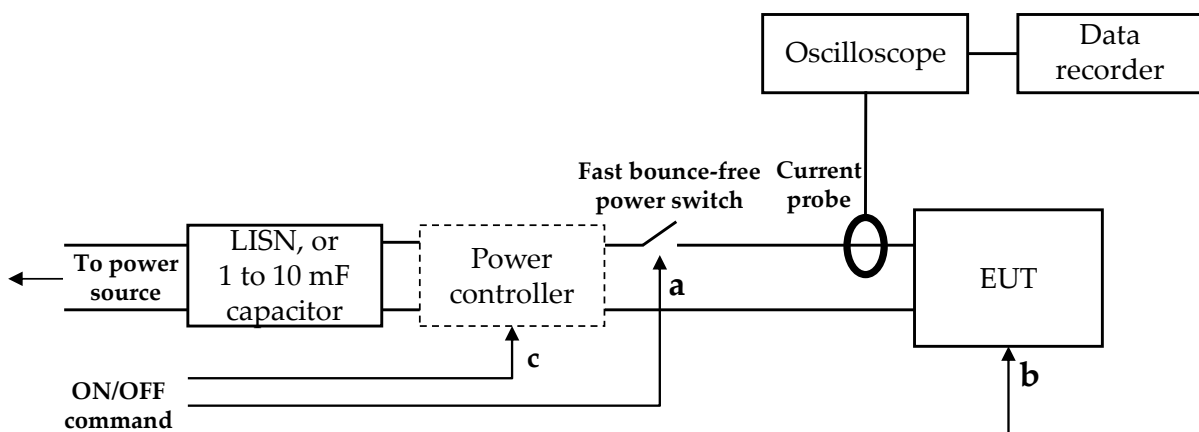 Oscilloscope
Data
recorder
Fast bounce-free
power switch
Current
probe
To power
source
LISN, or
1 to 10 mF
capacitor
Power
controller
a
EUT
c
b
ON/OFF
command